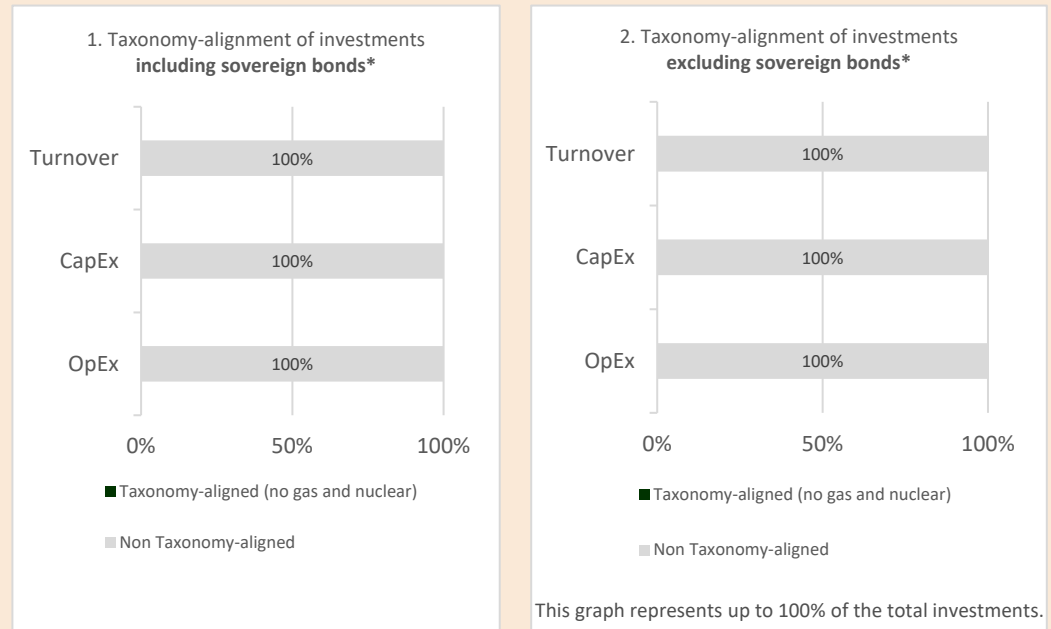 1. Taxonomy-alignment of investments
including sovereign bonds*
Turnover
100%
CapEx
100%
OpEx
100%
0%
50%
100%
Taxonomy-aligned (no gas and nuclear)
Non Taxonomy-aligned
2. Taxonomy-alignment of investments
excluding sovereign bonds*
Turnover
100%
CapEx
100%
OpEx
100%
0%
50%
100%
Taxonomy-aligned (no gas and nuclear)
Non Taxonomy-aligned
This graph represents up to 100% of the total investments.